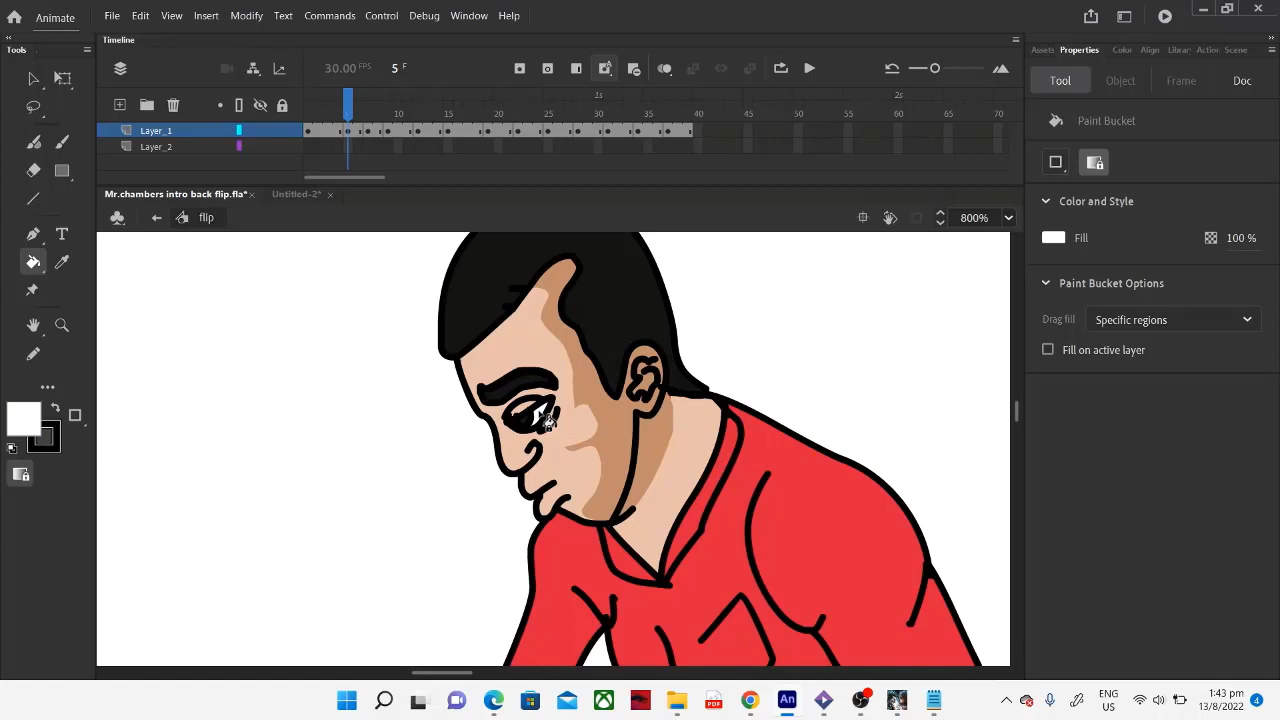 Animate File Edit View Insert Modify Text Commands Control Debug Window Help
Tools Timeline Assets Properties Color Align Library Action Scene
30.00 FPS 5 F Tool Object Frame Doc
1s 2s
10 15 20 25 30 35 40 45 50 55 60 65 70
Paint Bucket
Layer_1
Layer_2
Mr.chambers intro back flip.fla* Untitled-2*
Color and Style
flip 800%
Fill 100 %
Paint Bucket Options
Drag fill Specific regions
Fill on active layer
PDF An
ENG
US
1:43 pm
13/8/2022
4